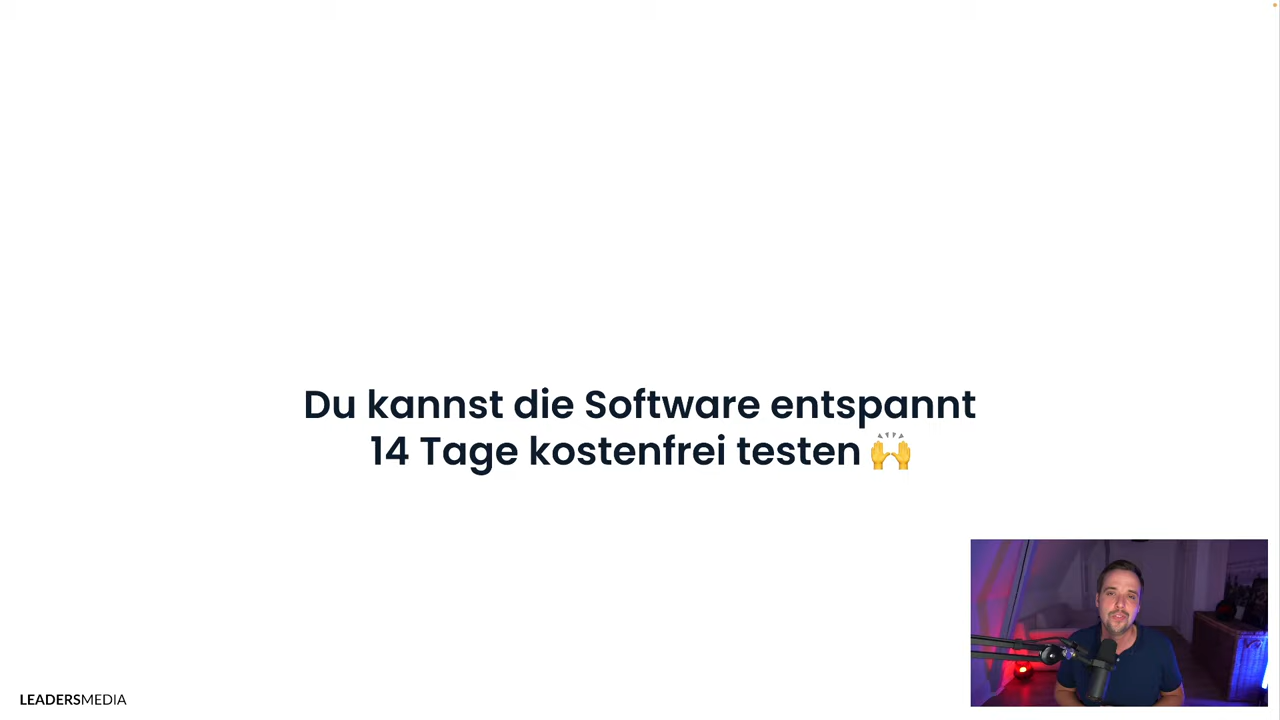 Du kannst die Software entspannt
14 Tage kostenfrei testen 🙌
LEADERSMEDIA